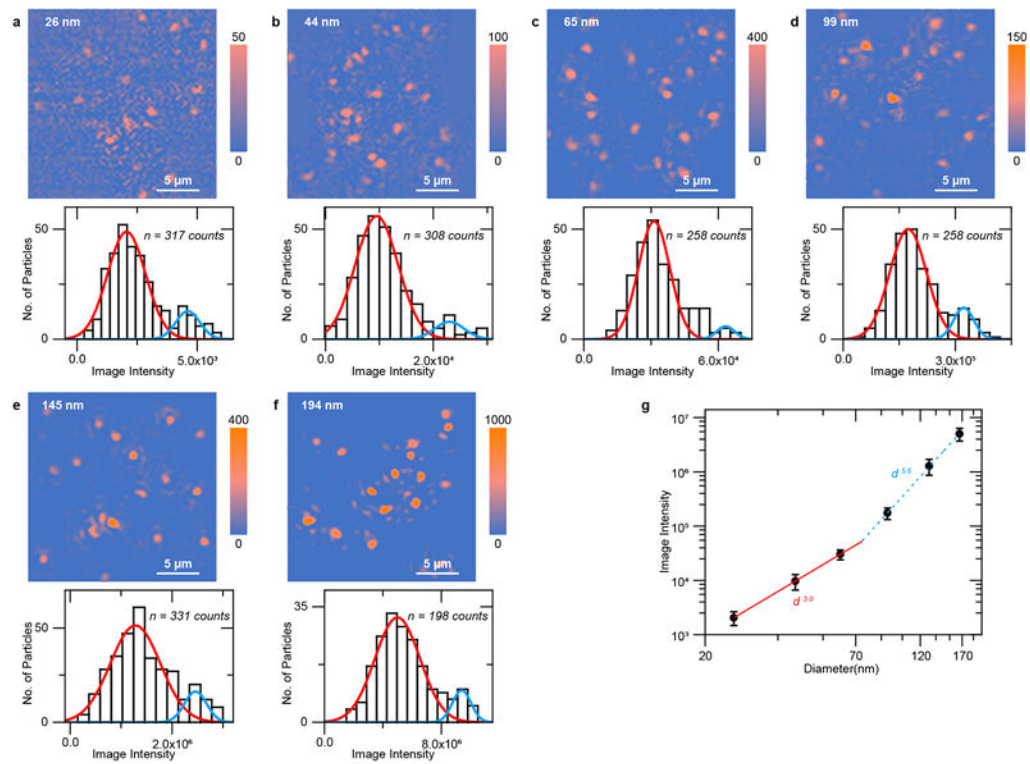 a
26 nm
50
0
5 µm
50
25
0
No. of Particles
n = 317 counts
0.0
5.0x10³
Image Intensity
b
44 nm
100
0
5 µm
50
25
0
No. of Particles
n = 308 counts
0.0
2.0x10⁴
Image Intensity
c
65 nm
400
0
5 µm
50
25
0
No. of Particles
n = 258 counts
0.0
6.0x10⁴
Image Intensity
d
99 nm
150
0
5 µm
50
25
0
No. of Particles
n = 258 counts
0.0
Image Intensity
e
145 nm
400
0
5 µm
50
0
No. of Particles
n = 331 counts
0.0
2.0x10⁶
Image Intensity
f
194 nm
1000
0
5 µm
35
0
No. of Particles
n = 198 counts
0.0
8.0x10⁶
Image Intensity
g
10⁷
10⁶
10⁵
10⁴
10³
Image Intensity
d 5.6
d 3.0
20
70
120
170
Diameter(nm)